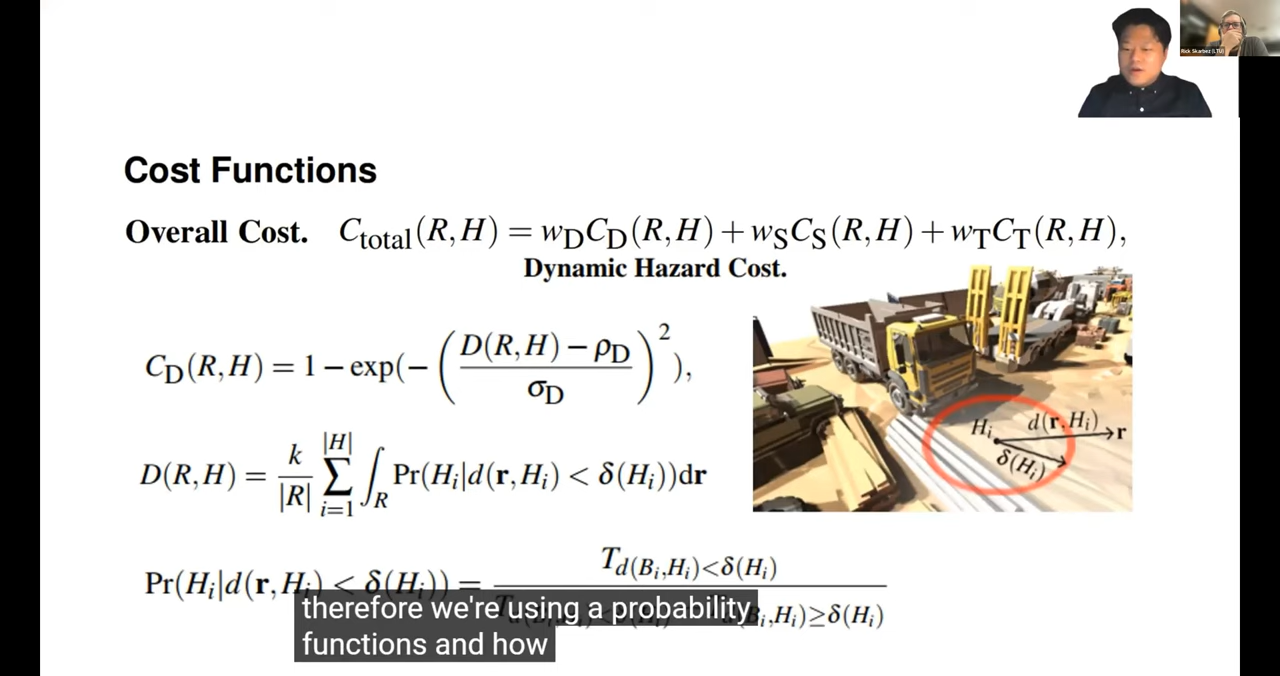 Rick Skarbez (LTU)
Cost Functions
Overall Cost. C_total(R,H) = w_D C_D(R,H) + w_S C_S(R,H) + w_T C_T(R,H),
Dynamic Hazard Cost.
C_D(R,H) = 1 − exp(−((D(R,H) − ρ_D)/σ_D)²),
D(R,H) = k/|R| ∑_{i=1}^{|H|} ∫_R Pr(H_i|d(r,H_i) < δ(H_i))dr
H_i d(r,H_i) r
δ(H_i)
Pr(H_i|d(r,H_i) < δ(H_i)) = T_{d(B_i,H_i)<δ(H_i)}
B_i,H_i)≥δ(H_i)
therefore we're using a probability
functions and how